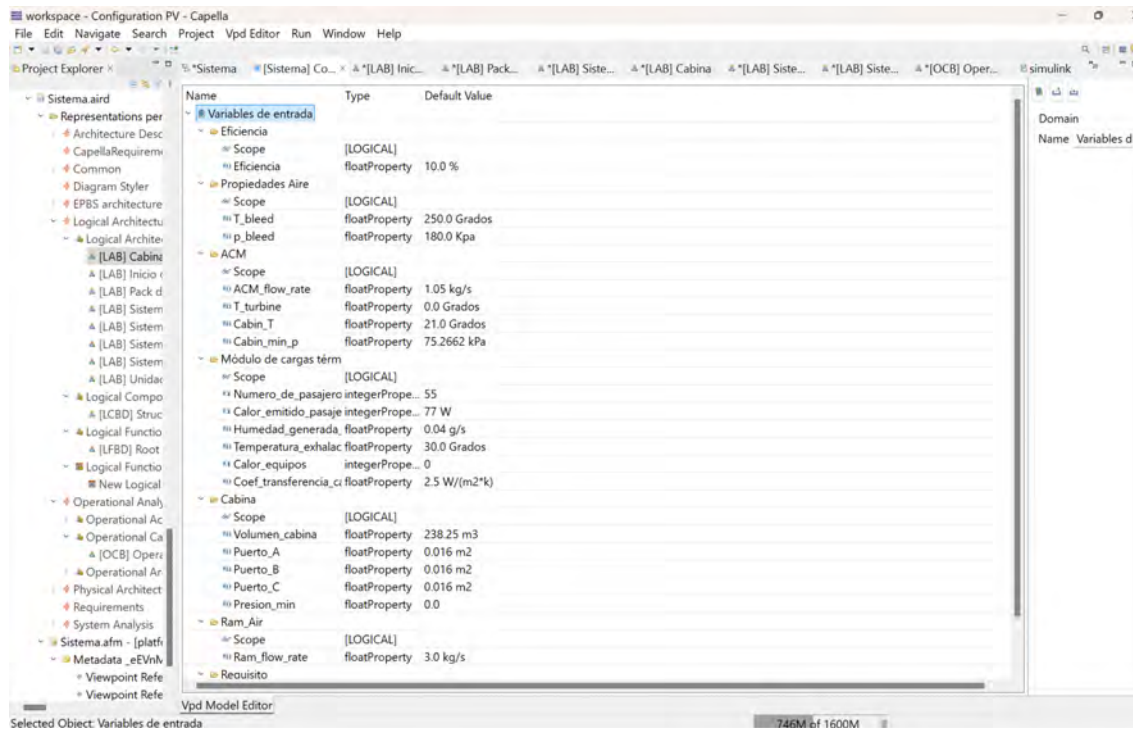 workspace - Configuration PV - Capella
File Edit Navigate Search Project Vpd Editor Run Window Help
Project Explorer
*Sistema
*[Sistema] Co...
*[LAB] Inic...
*[LAB] Pack...
*[LAB] Siste...
*[LAB] Cabina
*[LAB] Siste...
*[LAB] Siste...
*[OCB] Oper...
simulink
Sistema.aird
Representations per
Architecture Desc
CapellaRequireme
Common
Diagram Styler
EPBS architecture
Logical Architectu
Logical Archite
[LAB] Cabina
[LAB] Inicio
[LAB] Pack d
[LAB] Sistem
[LAB] Sistem
[LAB] Sistem
[LAB] Sistem
[LAB] Unidad
Logical Compo
[LCBD] Struc
Logical Functio
[LFBD] Root
Logical Functio
New Logical
Operational Analy
Operational Ac
Operational Ca
[OCB] Opera
Operational Ar
Physical Architect
Requirements
System Analysis
Sistema.afm - [platfo
Metadata
Viewpoint Refe
Viewpoint Refe
Name Type Default Value
Variables de entrada
Eficiencia
Scope [LOGICAL]
Eficiencia floatProperty 10.0 %
Propiedades Aire
Scope [LOGICAL]
T_bleed floatProperty 250.0 Grados
p_bleed floatProperty 180.0 Kpa
ACM
Scope [LOGICAL]
ACM_flow_rate floatProperty 1.05 kg/s
T_turbine floatProperty 0.0 Grados
Cabin_T floatProperty 21.0 Grados
Cabin_min_p floatProperty 75.2662 kPa
Módulo de cargas térm
Scope [LOGICAL]
Numero_de_pasajero integerPrope... 55
Calor_emitido_pasaje integerPrope... 77 W
Humedad_generada_ floatProperty 0.04 g/s
Temperatura_exhalac floatProperty 30.0 Grados
Calor_equipos integerPrope... 0
Coef_transferencia_ca floatProperty 2.5 W/(m2*k)
Cabina
Scope [LOGICAL]
Volumen_cabina floatProperty 238.25 m3
Puerto_A floatProperty 0.016 m2
Puerto_B floatProperty 0.016 m2
Puerto_C floatProperty 0.016 m2
Presion_min floatProperty 0.0
Ram_Air
Scope [LOGICAL]
Ram_flow_rate floatProperty 3.0 kg/s
Requisito
Domain
Name Variables d
Vpd Model Editor
Selected Object: Variables de entrada
746M of 1600M